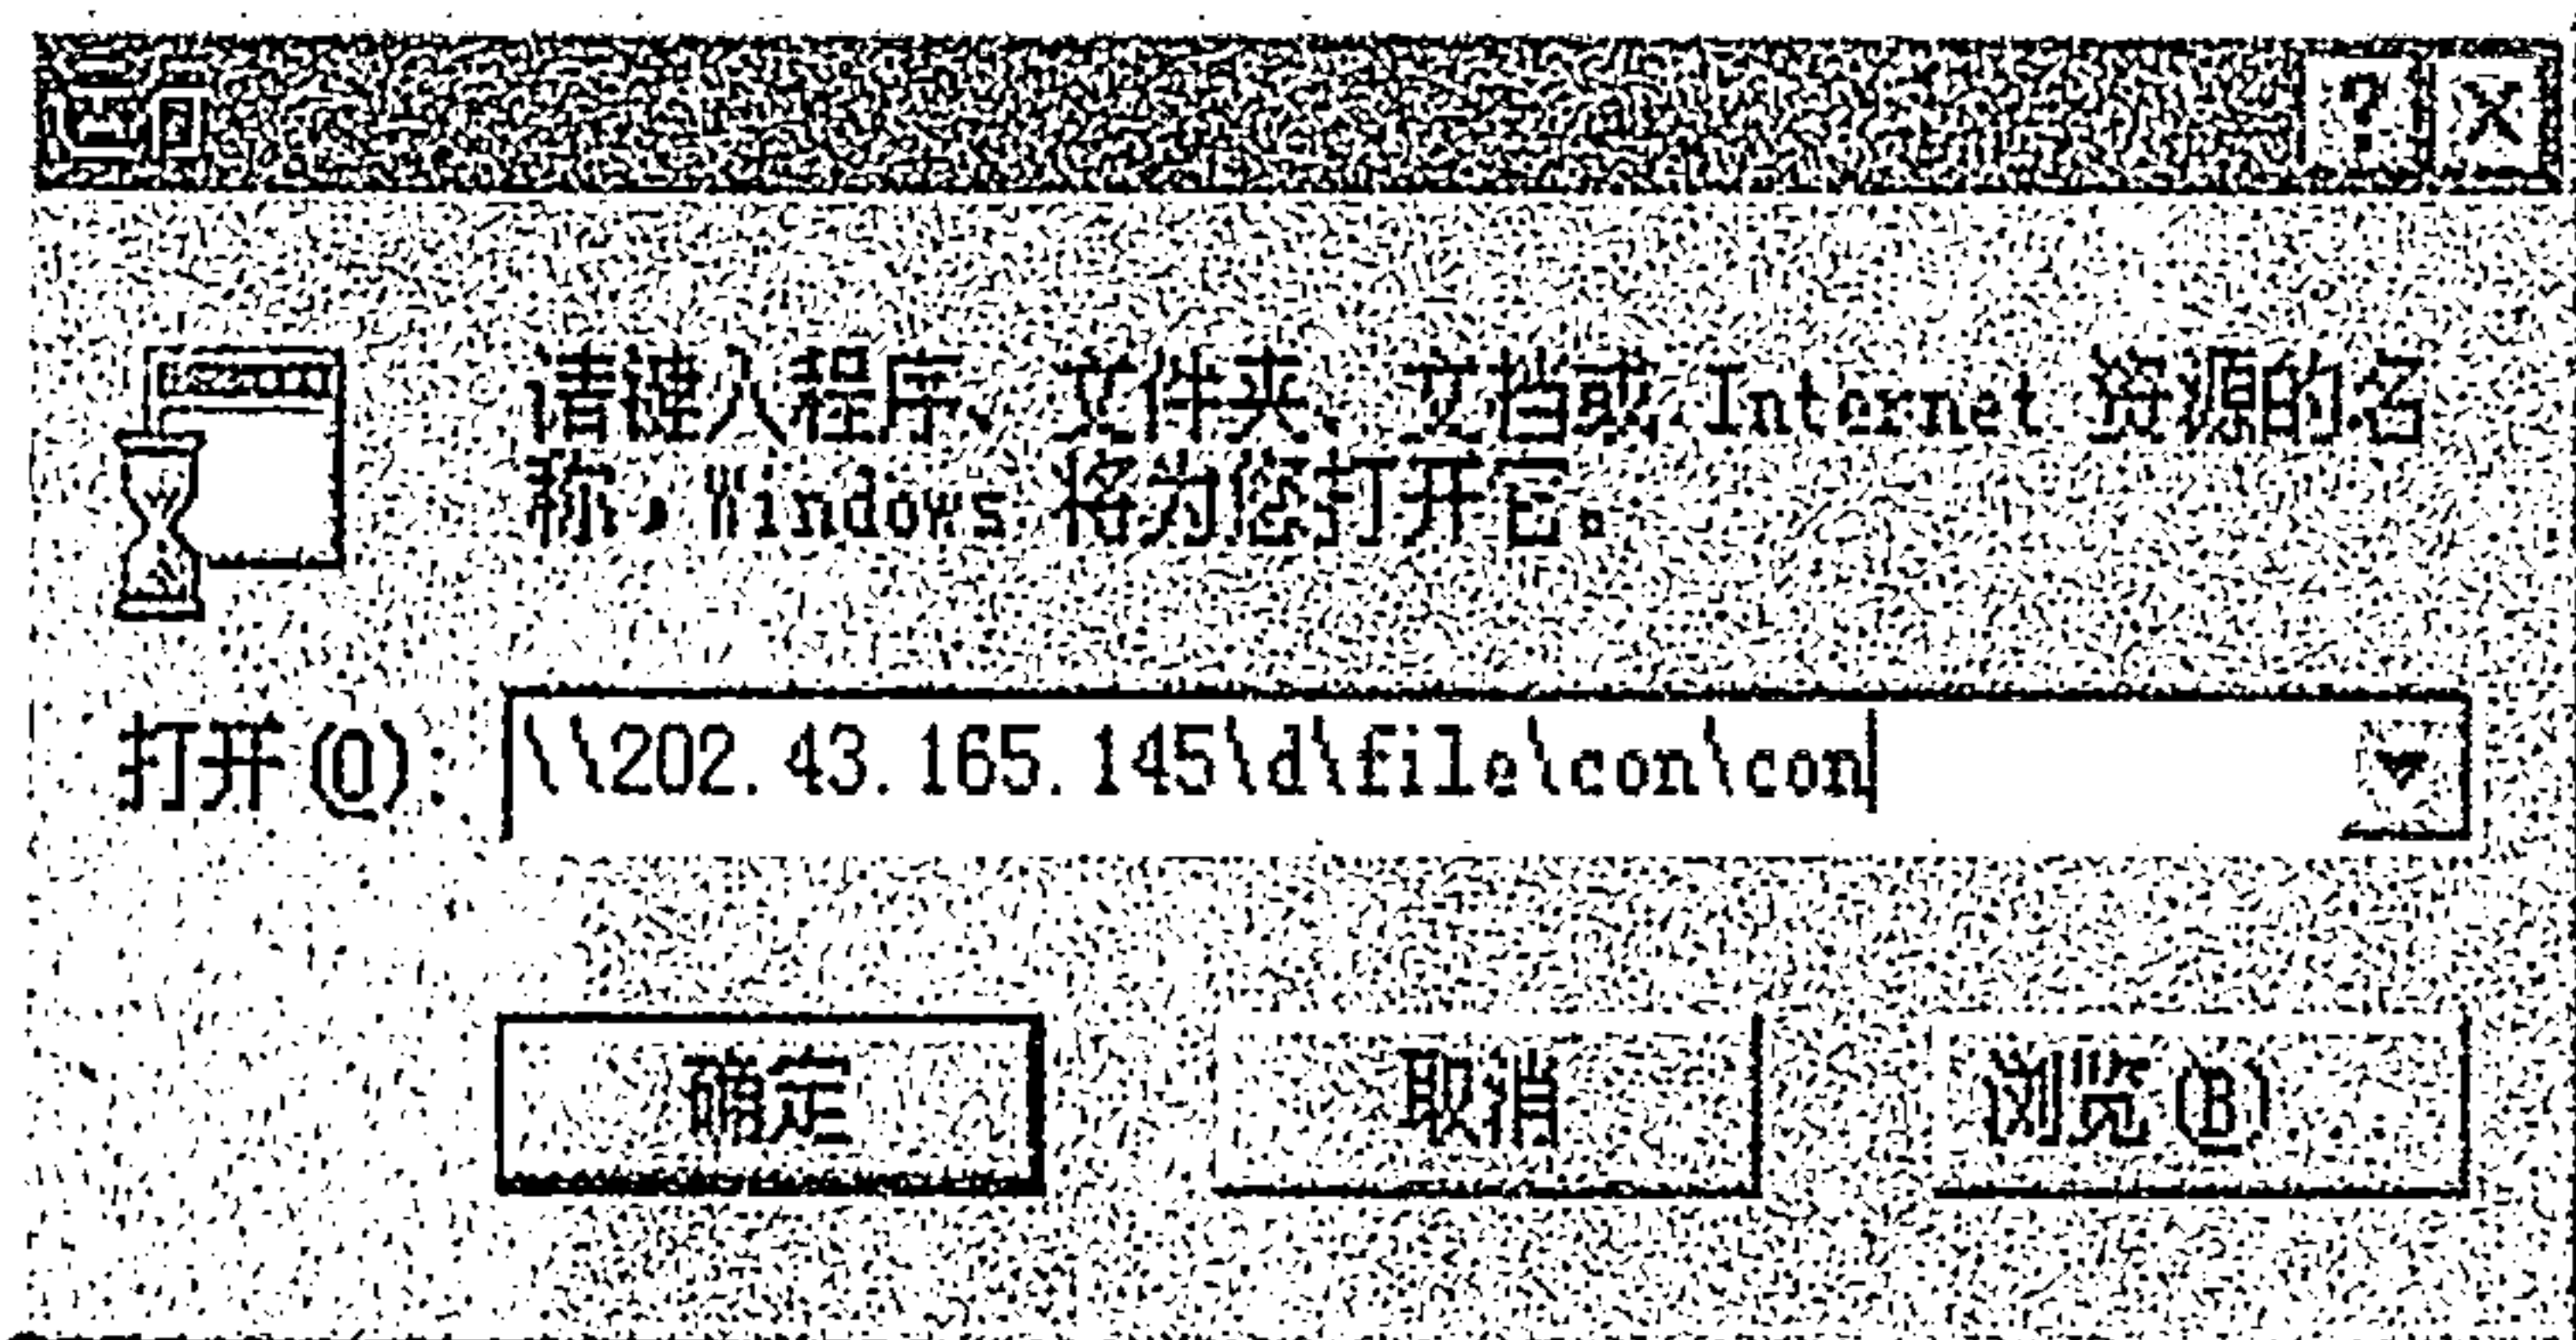 请键入程序、文件夹、文档或 Internet 资源的名
称，Windows 将为您打开它。
打开(O): \\202.43.165.145\d\file\con\con
确定 取消 浏览(B)